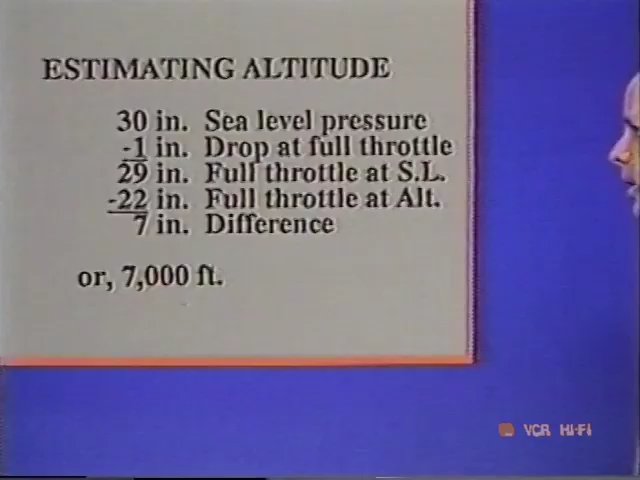 ESTIMATING ALTITUDE
30 in. Sea level pressure
-1 in. Drop at full throttle
29 in. Full throttle at S.L.
-22 in. Full throttle at Alt.
7 in. Difference
or, 7,000 ft.
VCR HI-FI